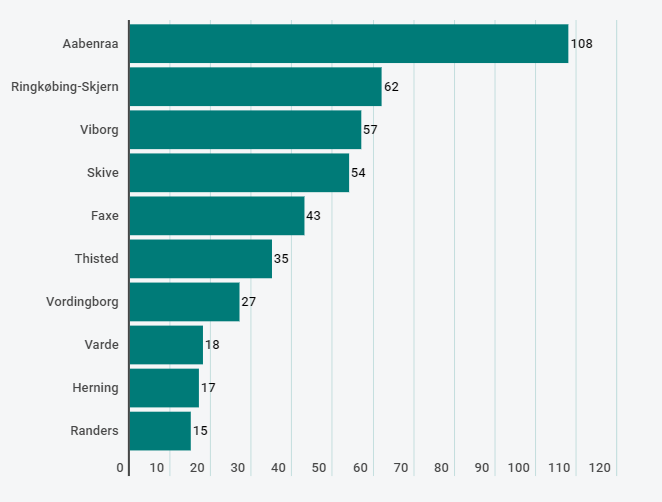 Aabenraa 108
Ringkøbing-Skjern 62
Viborg 57
Skive 54
Faxe 43
Thisted 35
Vordingborg 27
Varde 18
Herning 17
Randers 15
0 10 20 30 40 50 60 70 80 90 100 110 120